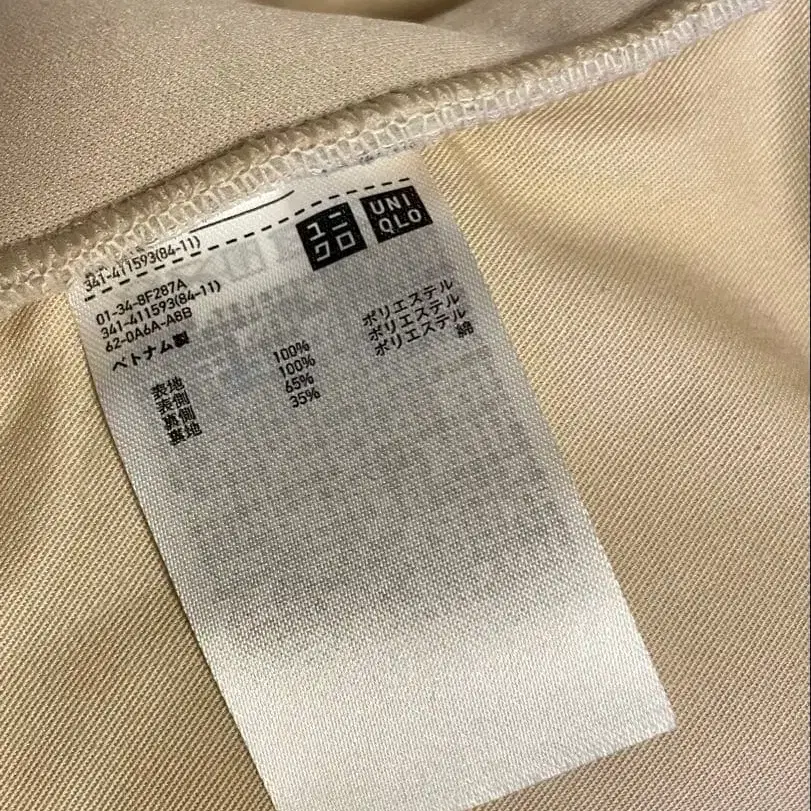 341-411593(84-11)
ユニクロ
UNIQLO
01-34-8F287A
341-411593(84-11)
62-0A6A-A8B
ベトナム製
表地 100% ポリエステル
表側 100% ポリエステル
裏側 65% ポリエステル
裏地 35% 綿